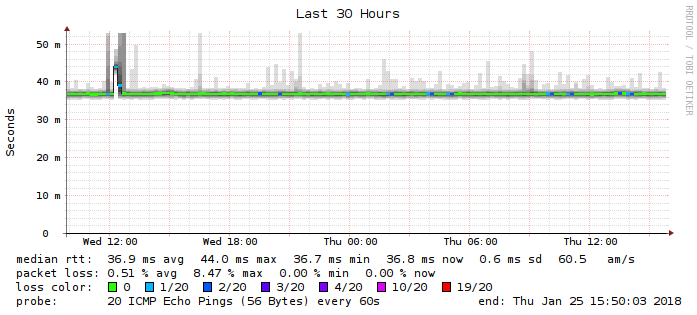 Last 30 Hours
RRDTOOL / TOBI OETIKER
Seconds
50 m
40 m
30 m
20 m
10 m
0
Wed 12:00 Wed 18:00 Thu 00:00 Thu 06:00 Thu 12:00
median rtt: 36.9 ms avg 44.0 ms max 36.7 ms min 36.8 ms now 0.6 ms sd 60.5 am/s
packet loss: 0.51 % avg 8.47 % max 0.00 % min 0.00 % now
loss color: 0 1/20 2/20 3/20 4/20 10/20 19/20
probe: 20 ICMP Echo Pings (56 Bytes) every 60s end: Thu Jan 25 15:50:03 2018